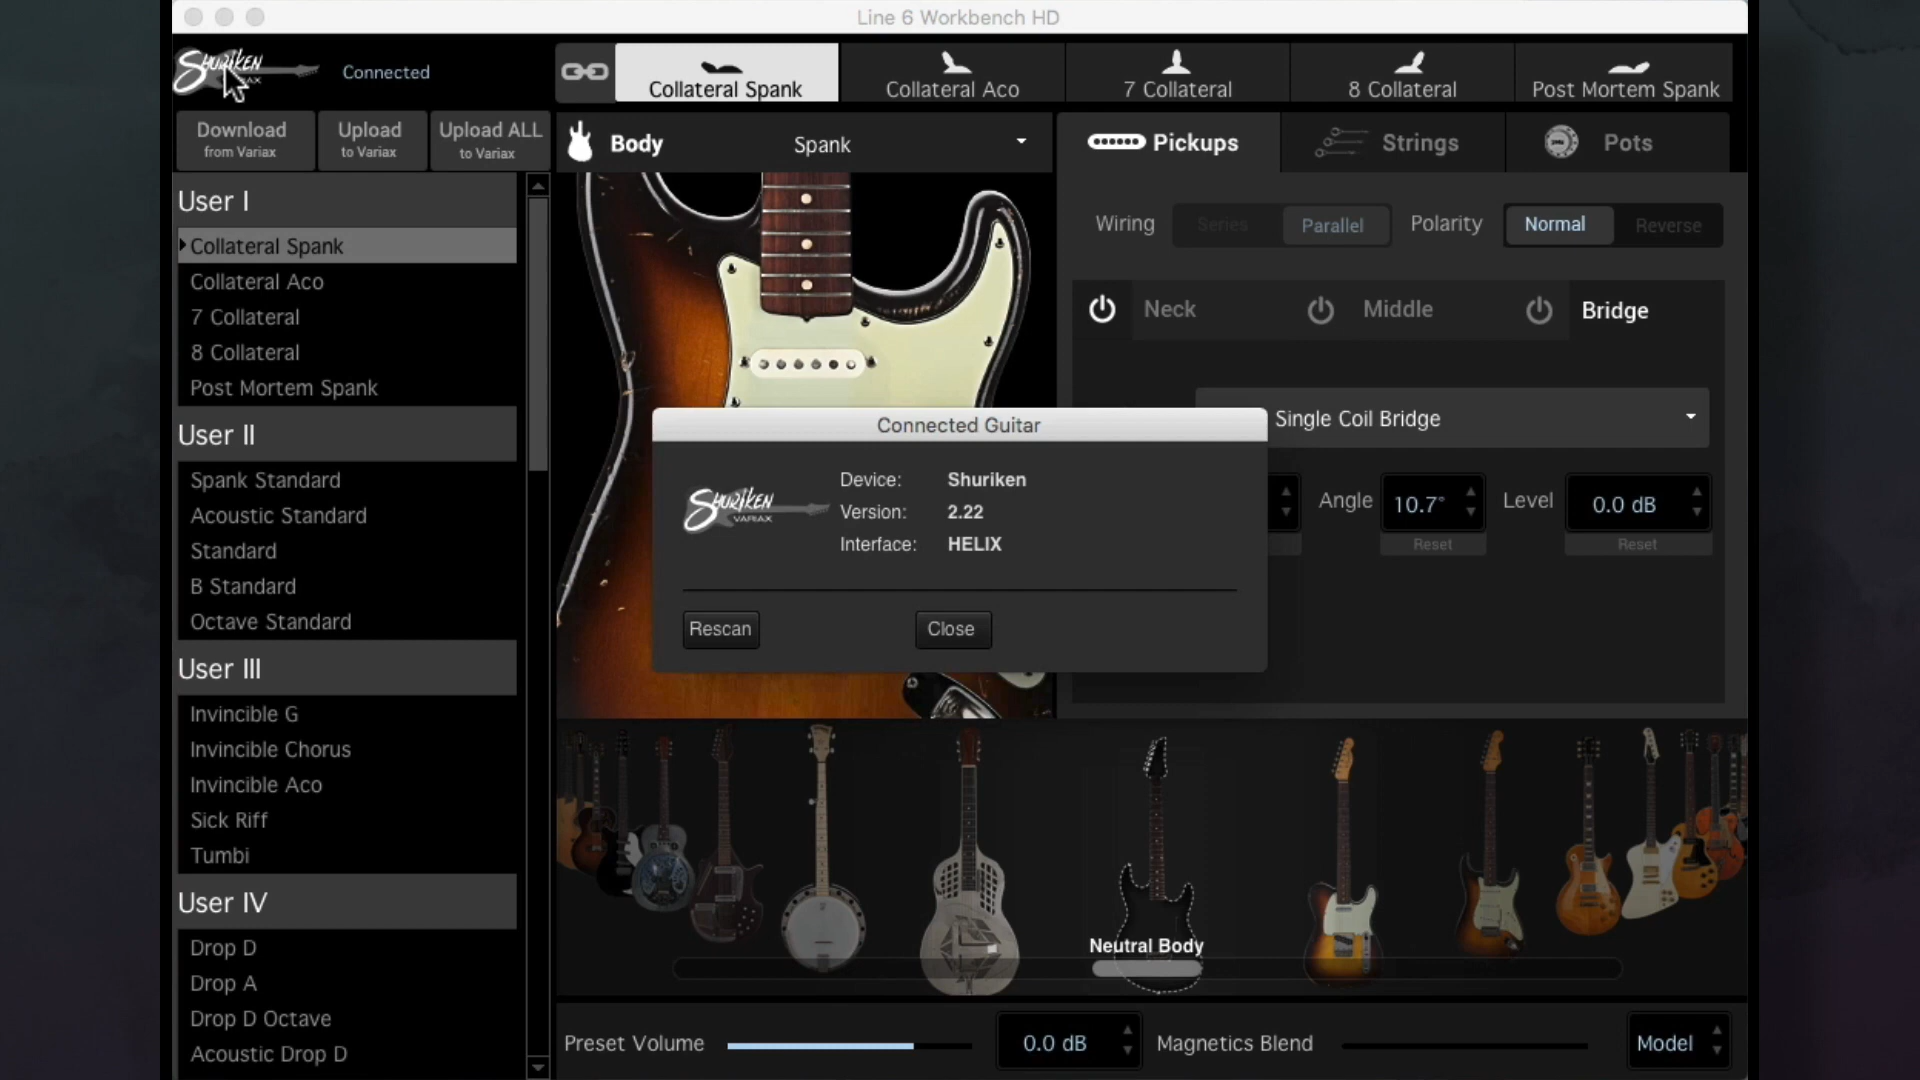 Line 6 Workbench HD
SHURIKEN
VARIAX
Connected
Collateral Spank
Collateral Aco
7 Collateral
8 Collateral
Post Mortem Spank
Download
from Variax
Upload
to Variax
Upload ALL
to Variax
Body
Spank
Pickups
Strings
Pots
User I
Collateral Spank
Collateral Aco
7 Collateral
8 Collateral
Post Mortem Spank
User II
Spank Standard
Acoustic Standard
Standard
B Standard
Octave Standard
User III
Invincible G
Invincible Chorus
Invincible Aco
Sick Riff
Tumbi
User IV
Drop D
Drop A
Drop D Octave
Acoustic Drop D
Wiring
Series
Parallel
Polarity
Normal
Reverse
Neck
Middle
Bridge
Single Coil Bridge
Angle
10.7°
Level
0.0 dB
Reset
Reset
Connected Guitar
SHURIKEN
VARIAX
Device: Shuriken
Version: 2.22
Interface: HELIX
Rescan
Close
Neutral Body
Preset Volume
0.0 dB
Magnetics Blend
Model